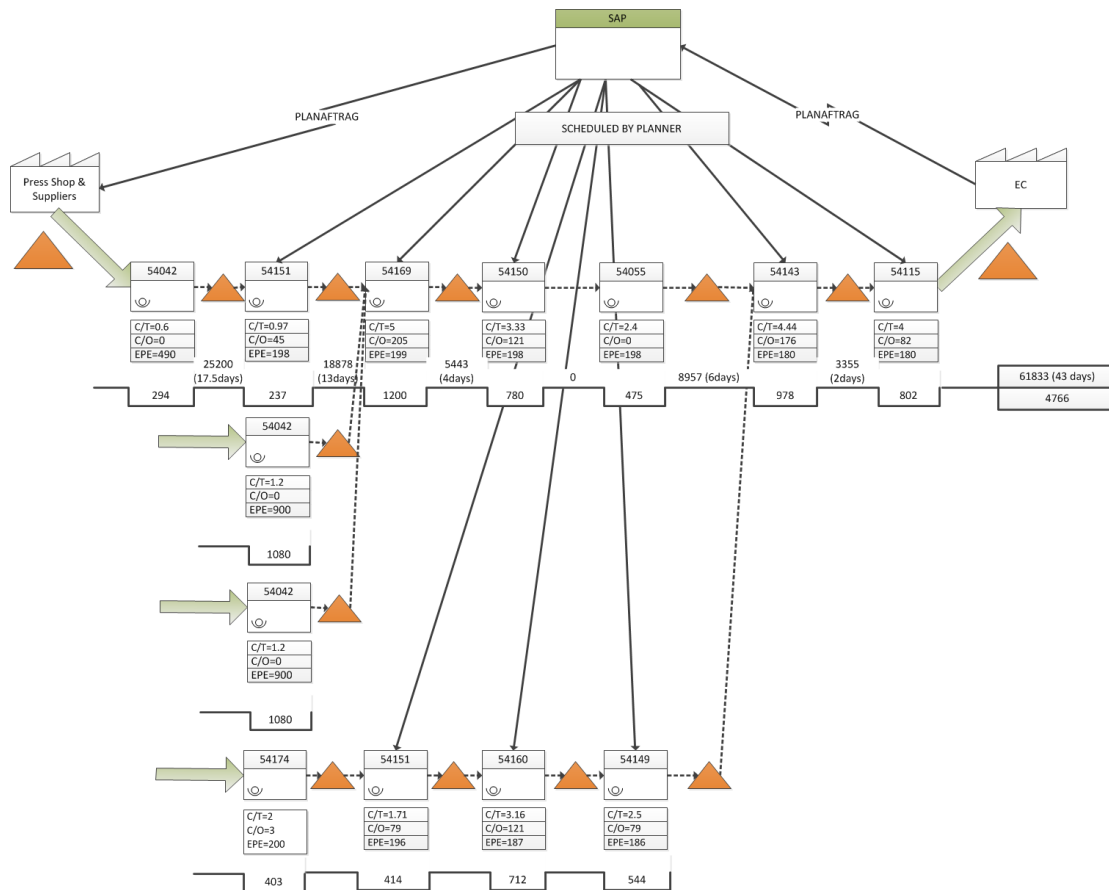 SAP
PLANAFTRAG
PLANAFTRAG
SCHEDULED BY PLANNER
Press Shop &
Suppliers
EC
54042
54151
54169
54150
54055
54143
54115
C/T=0.6
C/O=0
EPE=490
C/T=0.97
C/O=45
EPE=198
C/T=5
C/O=205
EPE=199
C/T=3.33
C/O=121
EPE=198
C/T=2.4
C/O=0
EPE=198
C/T=4.44
C/O=176
EPE=180
C/T=4
C/O=82
EPE=180
25200
(17.5days)
18878
(13days)
5443
(4days)
0
8957 (6days)
3355
(2days)
61833 (43 days)
294
237
1200
780
475
978
802
4766
54042
C/T=1.2
C/O=0
EPE=900
1080
54042
C/T=1.2
C/O=0
EPE=900
1080
54174
54151
54160
54149
C/T=2
C/O=3
EPE=200
C/T=1.71
C/O=79
EPE=196
C/T=3.16
C/O=121
EPE=187
C/T=2.5
C/O=79
EPE=186
403
414
712
544